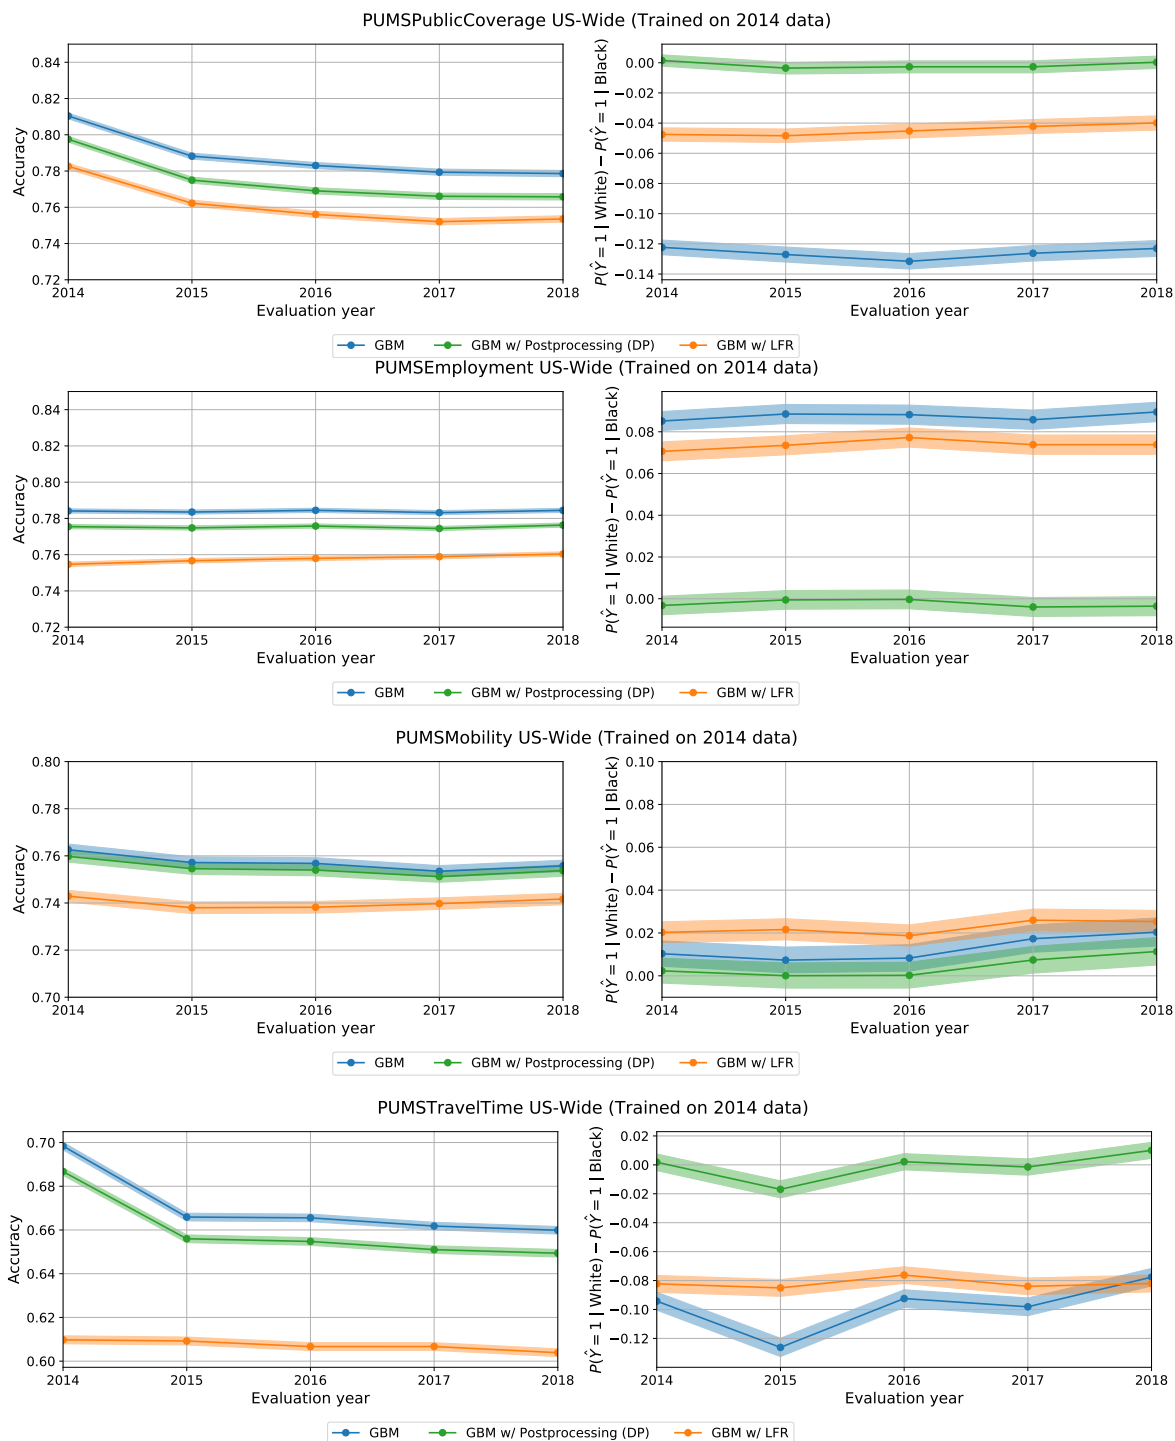 PUMSPublicCoverage US-Wide (Trained on 2014 data)
Accuracy
0.84
0.82
0.80
0.78
0.76
0.74
0.72
2014 2015 2016 2017 2018
Evaluation year
P(Ŷ = 1 | White) − P(Ŷ = 1 | Black)
0.00
−0.02
−0.04
−0.06
−0.08
−0.10
−0.12
−0.14
2014 2015 2016 2017 2018
Evaluation year
GBM GBM w/ Postprocessing (DP) GBM w/ LFR
PUMSEmployment US-Wide (Trained on 2014 data)
Accuracy
0.84
0.82
0.80
0.78
0.76
0.74
0.72
2014 2015 2016 2017 2018
Evaluation year
P(Ŷ = 1 | White) − P(Ŷ = 1 | Black)
0.08
0.06
0.04
0.02
0.00
2014 2015 2016 2017 2018
Evaluation year
GBM GBM w/ Postprocessing (DP) GBM w/ LFR
PUMSMobility US-Wide (Trained on 2014 data)
Accuracy
0.80
0.78
0.76
0.74
0.72
0.70
2014 2015 2016 2017 2018
Evaluation year
P(Ŷ = 1 | White) − P(Ŷ = 1 | Black)
0.10
0.08
0.06
0.04
0.02
0.00
2014 2015 2016 2017 2018
Evaluation year
GBM GBM w/ Postprocessing (DP) GBM w/ LFR
PUMSTravelTime US-Wide (Trained on 2014 data)
Accuracy
0.70
0.68
0.66
0.64
0.62
0.60
2014 2015 2016 2017 2018
Evaluation year
P(Ŷ = 1 | White) − P(Ŷ = 1 | Black)
0.02
0.00
−0.02
−0.04
−0.06
−0.08
−0.10
−0.12
2014 2015 2016 2017 2018
Evaluation year
GBM GBM w/ Postprocessing (DP) GBM w/ LFR